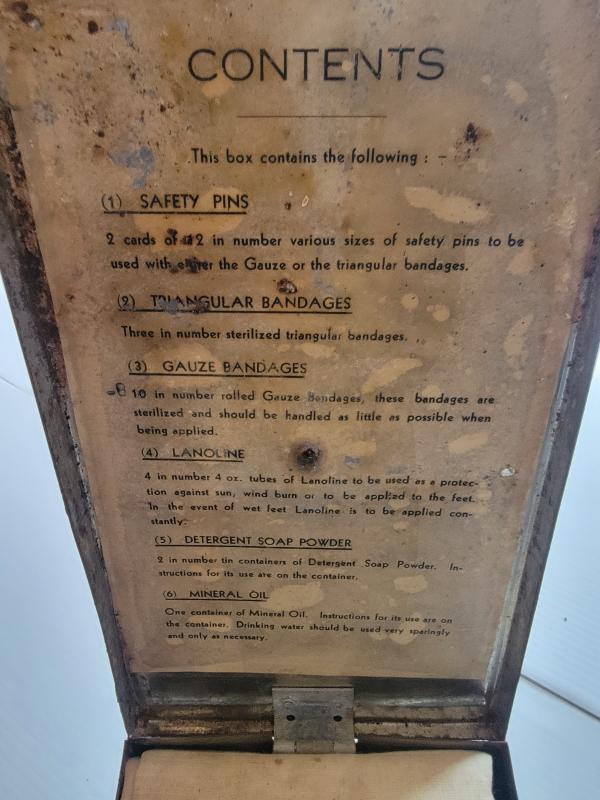 CONTENTS
This box contains the following : —
(1) SAFETY PINS
2 cards of 12 in number various sizes of safety pins to be
used with either the Gauze or the triangular bandages.
(2) TRIANGULAR BANDAGES
Three in number sterilized triangular bandages.
(3) GAUZE BANDAGES
10 in number rolled Gauze Bandages, these bandages are
sterilized and should be handled as little as possible when
being applied.
(4) LANOLINE
4 in number 4 oz. tubes of Lanoline to be used as a protec-
tion against sun, wind burn or to be applied to the feet.
In the event of wet feet Lanoline is to be applied con-
stantly.
(5) DETERGENT SOAP POWDER
2 in number tin containers of Detergent Soap Powder. In-
structions for its use are on the container.
(6) MINERAL OIL
One container of Mineral Oil. Instructions for its use are on
the container. Drinking water should be used very sparingly
and only as necessary.